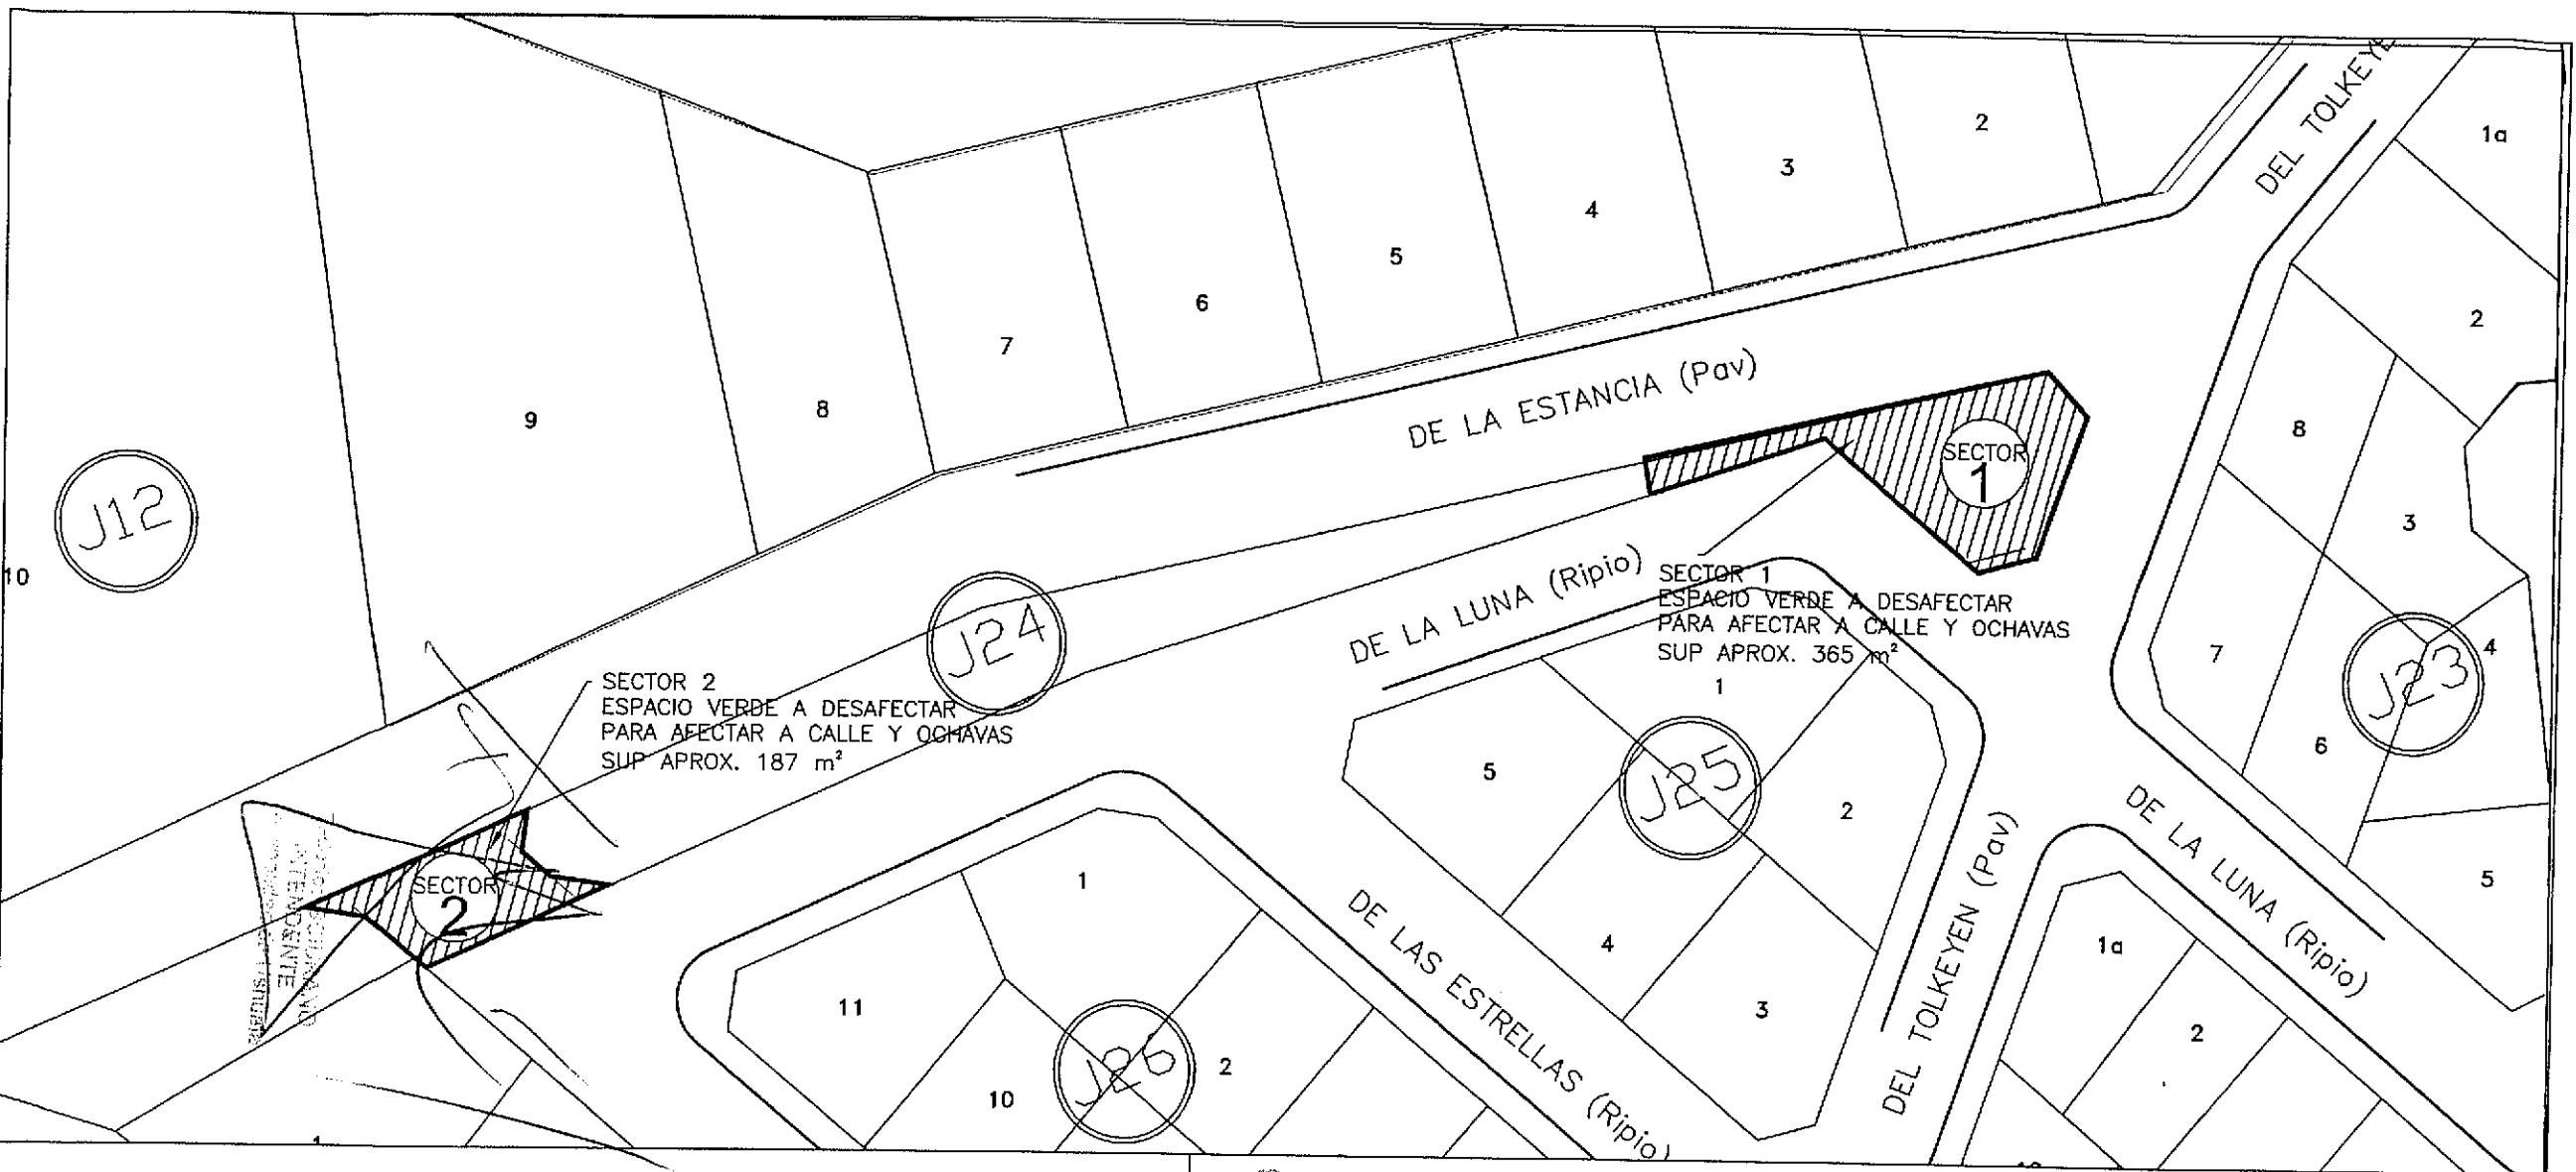 DEL TOLKEYE
1a
2
3
4
5
6
7
8
9
10
J12
DE LA ESTANCIA (Pav)
SECTOR
1
2
8
3
7
4
6
5
J23
J24
DE LA LUNA (Ripio)
SECTOR 1
ESPACIO VERDE A DESAFECTAR
PARA AFECTAR A CALLE Y OCHAVAS
SUP APROX. 365 m²
SECTOR 2
ESPACIO VERDE A DESAFECTAR
PARA AFECTAR A CALLE Y OCHAVAS
SUP APROX. 187 m²
SECTOR
2
1
5
2
4
3
J25
DE LA LUNA (Ripio)
DEL TOLKEYEN (Pav)
DE LAS ESTRELLAS (Ripio)
1
11
10
2
J26
1a
2
1